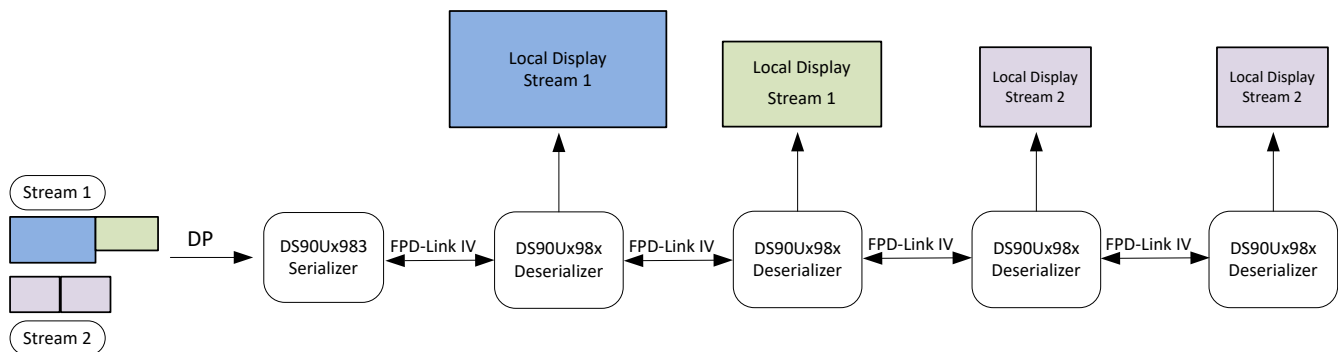 Local Display
Stream 1
Local Display
Stream 1
Local Display
Stream 2
Local Display
Stream 2
Stream 1
DP
DS90Ux983
Serializer
FPD-Link IV
DS90Ux98x
Deserializer
FPD-Link IV
DS90Ux98x
Deserializer
FPD-Link IV
DS90Ux98x
Deserializer
FPD-Link IV
DS90Ux98x
Deserializer
Stream 2